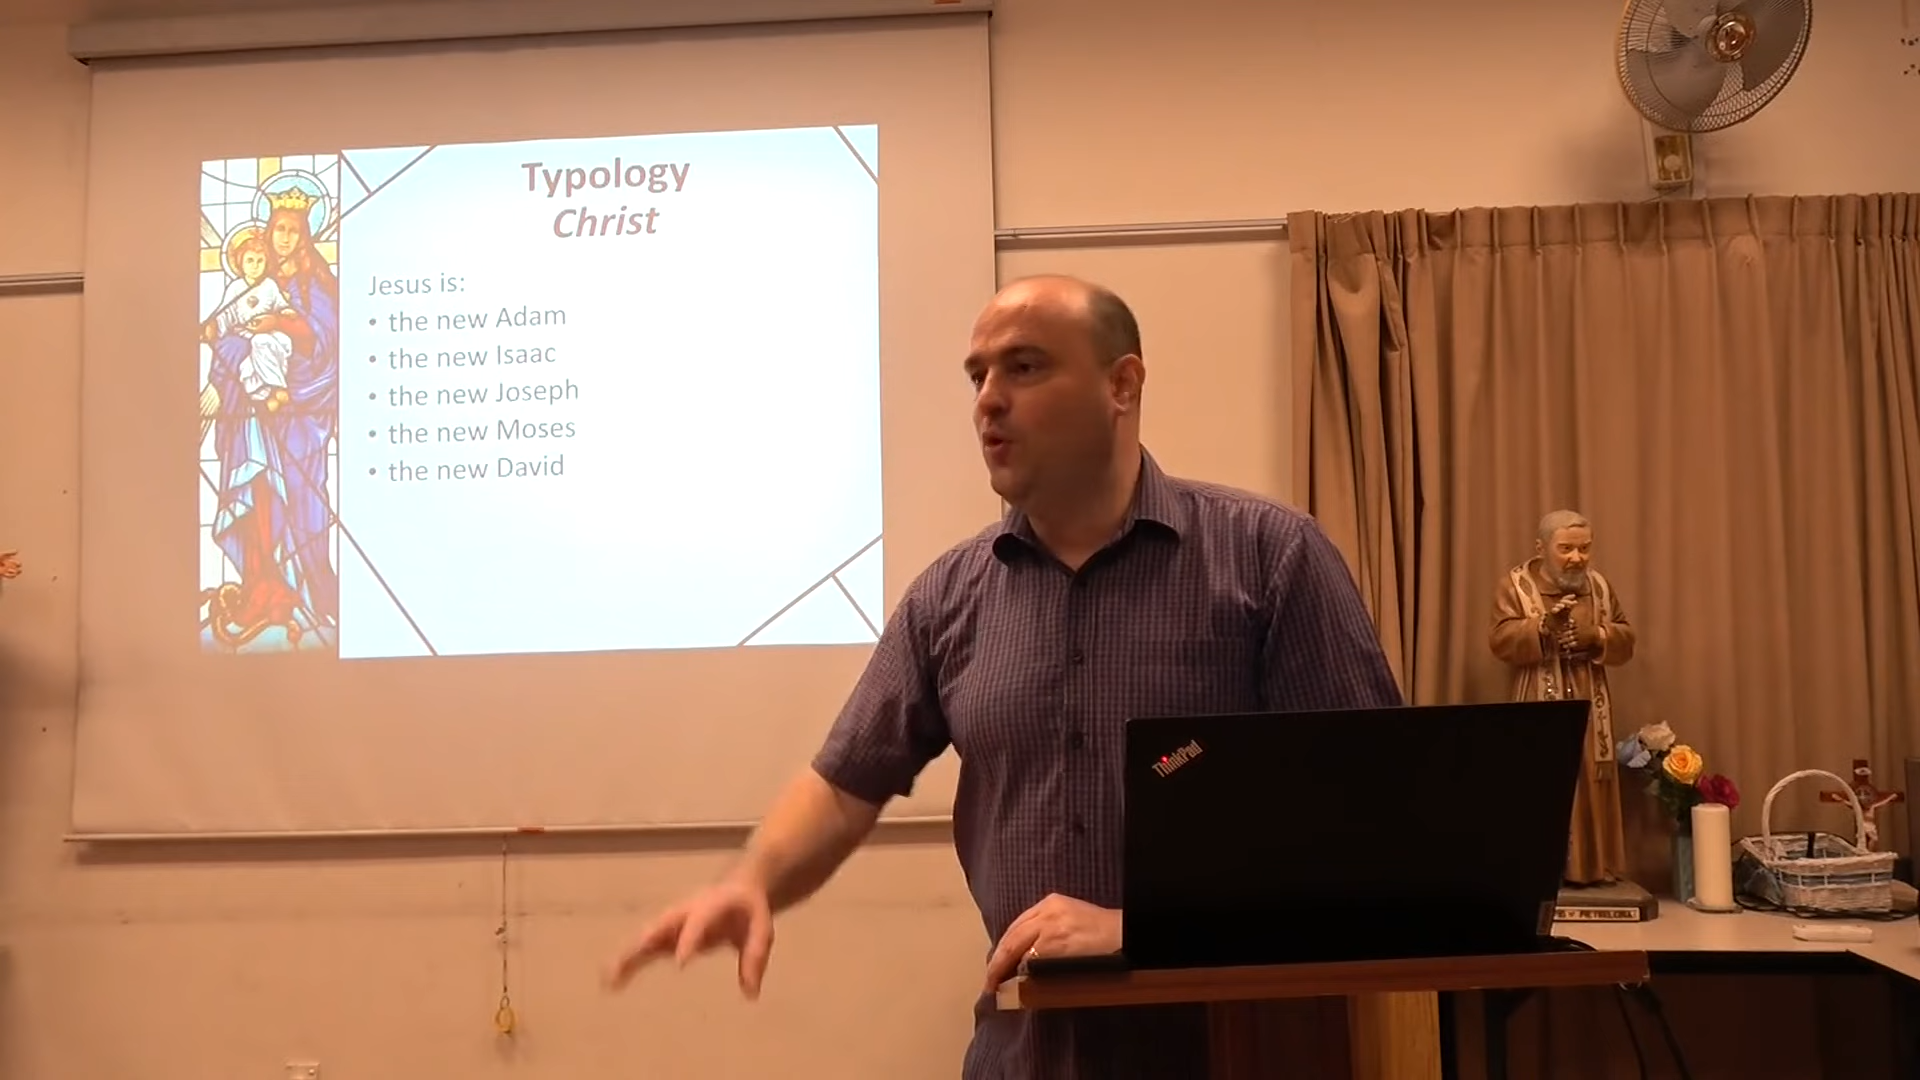 Typology
Christ
Jesus is:
• the new Adam
• the new Isaac
• the new Joseph
• the new Moses
• the new David
ThinkPad
PIETRELCINA